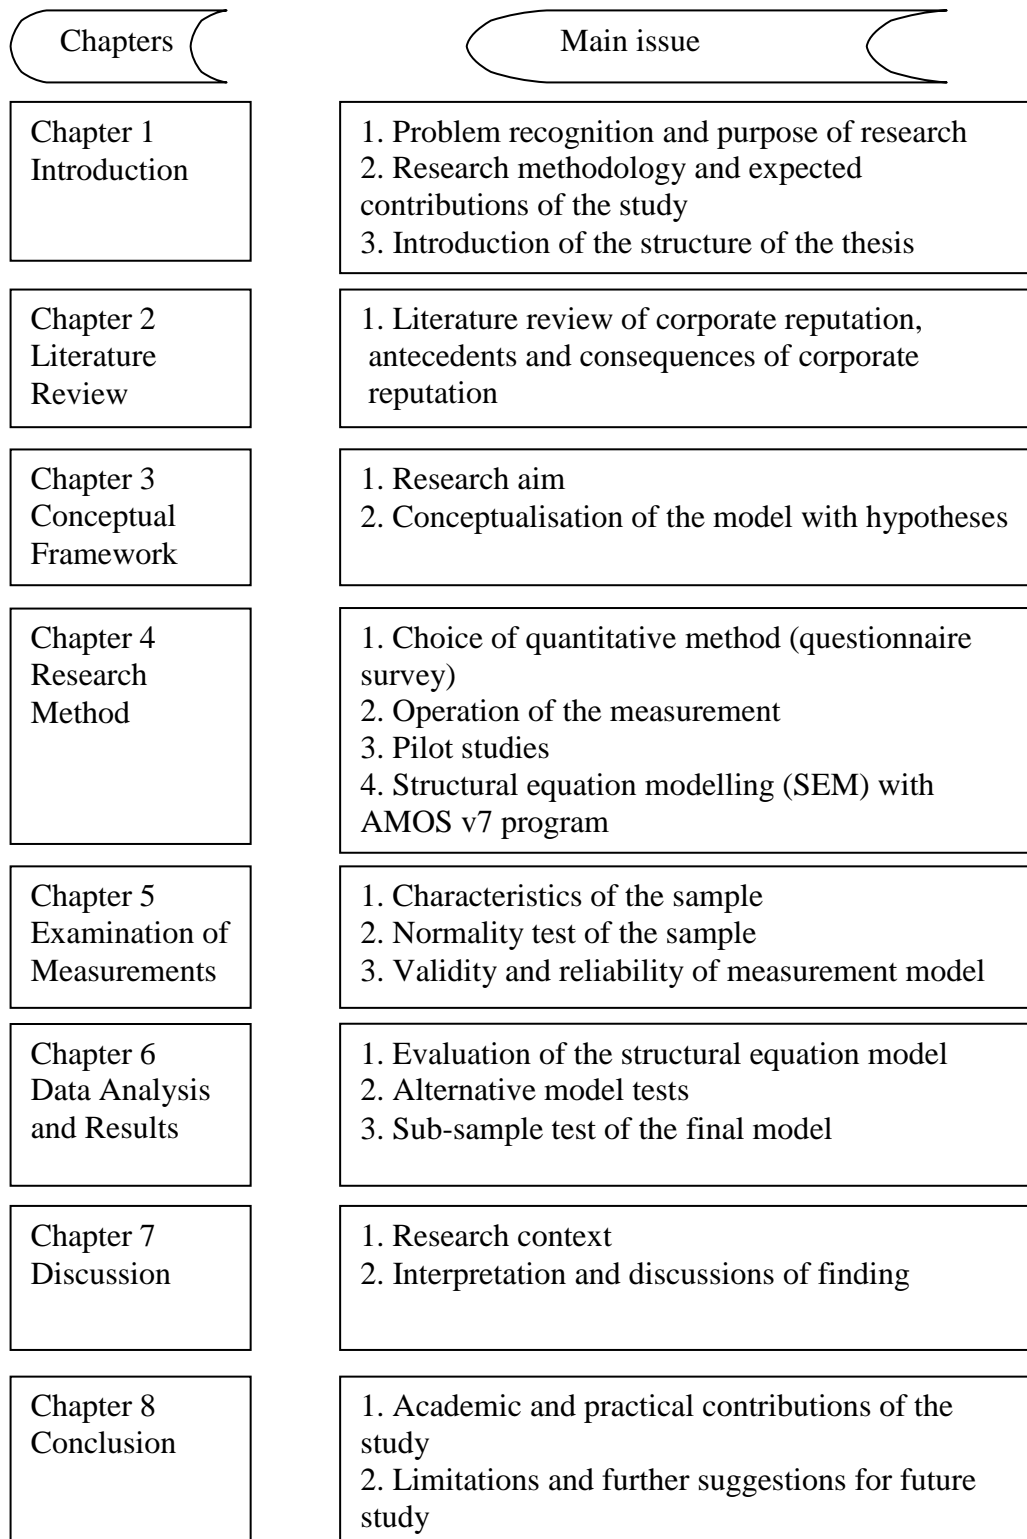 Chapters
Main issue
Chapter 1
Introduction
1. Problem recognition and purpose of research
2. Research methodology and expected
contributions of the study
3. Introduction of the structure of the thesis
Chapter 2
Literature
Review
1. Literature review of corporate reputation,
antecedents and consequences of corporate
reputation
Chapter 3
Conceptual
Framework
1. Research aim
2. Conceptualisation of the model with hypotheses
Chapter 4
Research
Method
1. Choice of quantitative method (questionnaire
survey)
2. Operation of the measurement
3. Pilot studies
4. Structural equation modelling (SEM) with
AMOS v7 program
Chapter 5
Examination of
Measurements
1. Characteristics of the sample
2. Normality test of the sample
3. Validity and reliability of measurement model
Chapter 6
Data Analysis
and Results
1. Evaluation of the structural equation model
2. Alternative model tests
3. Sub-sample test of the final model
Chapter 7
Discussion
1. Research context
2. Interpretation and discussions of finding
Chapter 8
Conclusion
1. Academic and practical contributions of the
study
2. Limitations and further suggestions for future
study